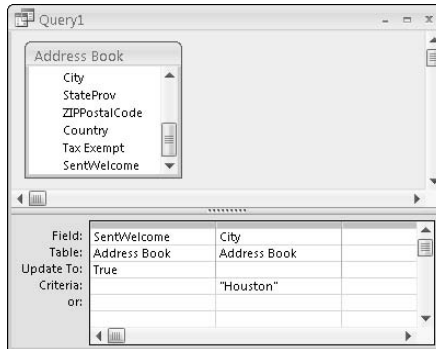 Query1
Address Book
City
StateProv
ZIPPostalCode
Country
Tax Exempt
SentWelcome
Field: SentWelcome City
Table: Address Book Address Book
Update To: True
Criteria: "Houston"
or: